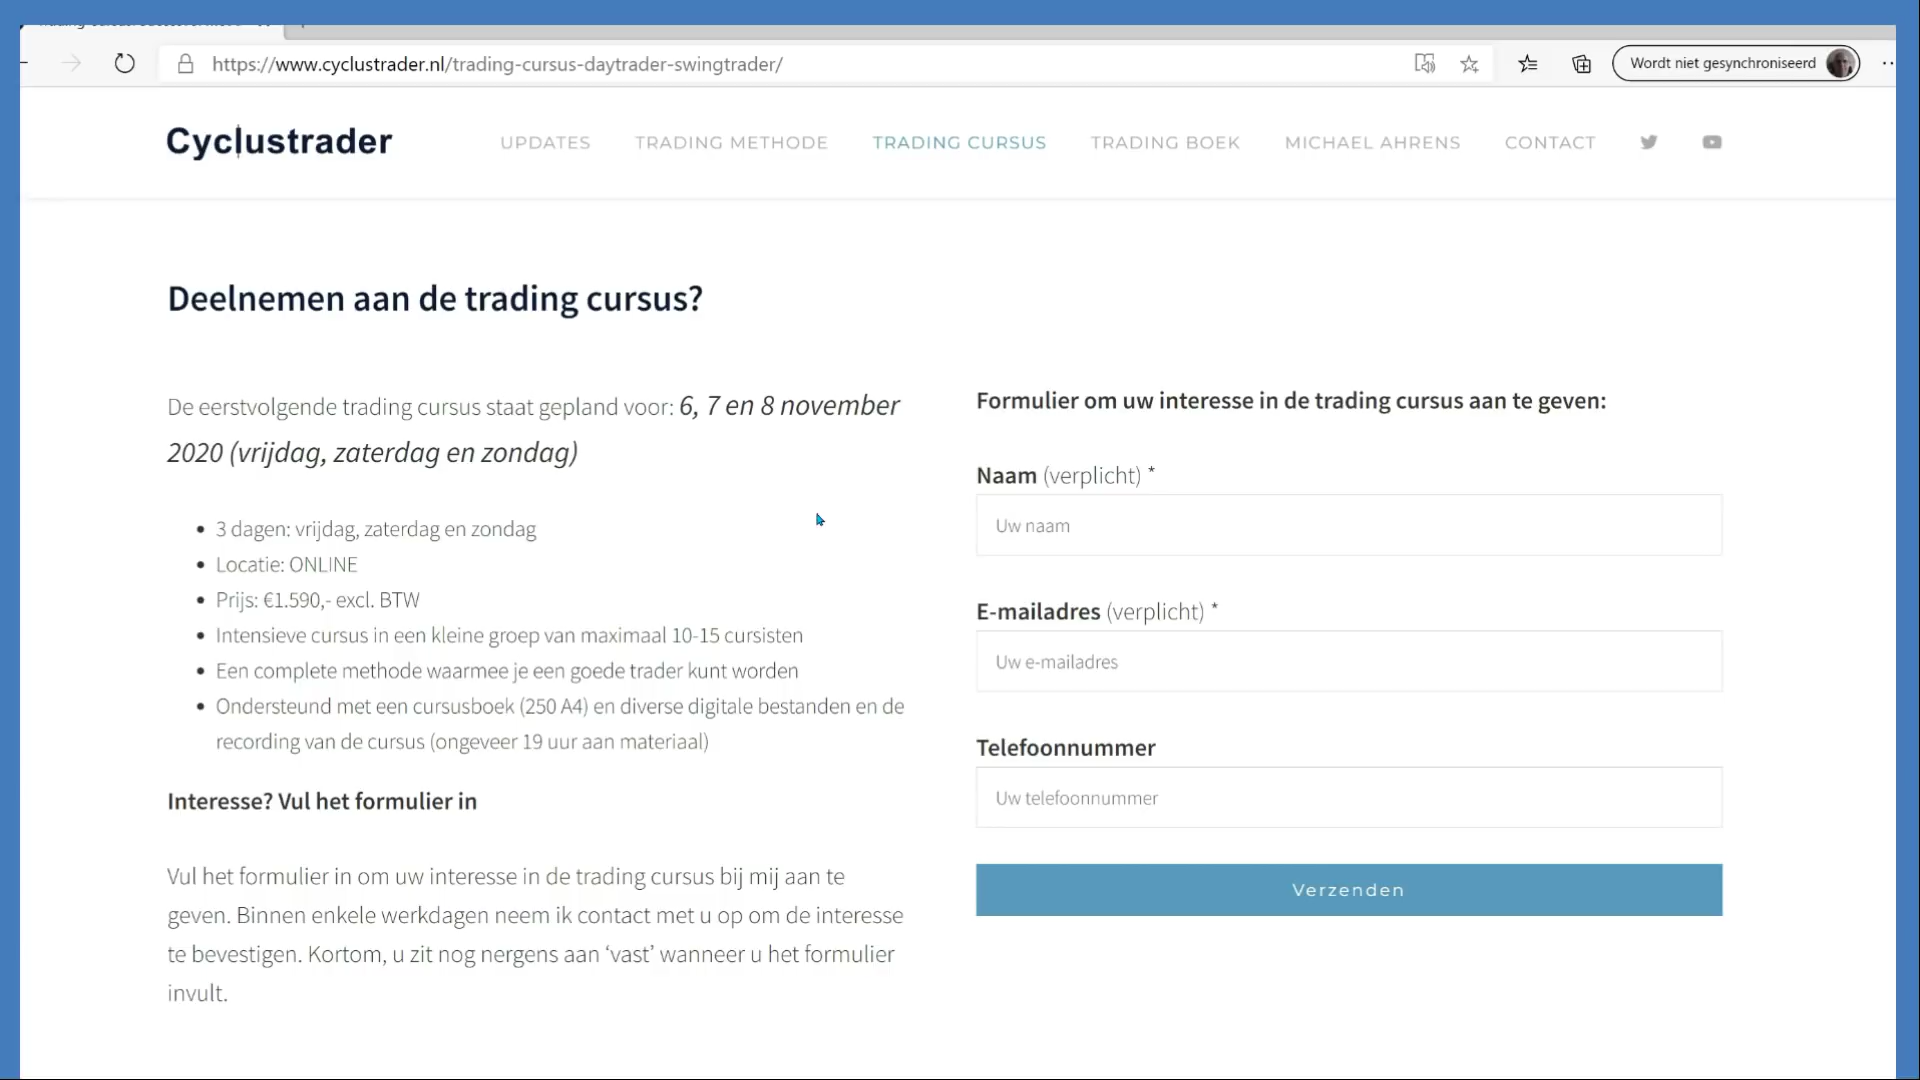 https://www.cyclustrader.nl/trading-cursus-daytrader-swingtrader/
Wordt niet gesynchroniseerd
Cyclustrader
UPDATES
TRADING METHODE
TRADING CURSUS
TRADING BOEK
MICHAEL AHRENS
CONTACT
Deelnemen aan de trading cursus?
De eerstvolgende trading cursus staat gepland voor: 6, 7 en 8 november
2020 (vrijdag, zaterdag en zondag)
• 3 dagen: vrijdag, zaterdag en zondag
• Locatie: ONLINE
• Prijs: €1.590,- excl. BTW
• Intensieve cursus in een kleine groep van maximaal 10-15 cursisten
• Een complete methode waarmee je een goede trader kunt worden
• Ondersteund met een cursusboek (250 A4) en diverse digitale bestanden en de
recording van de cursus (ongeveer 19 uur aan materiaal)
Interesse? Vul het formulier in
Vul het formulier in om uw interesse in de trading cursus bij mij aan te
geven. Binnen enkele werkdagen neem ik contact met u op om de interesse
te bevestigen. Kortom, u zit nog nergens aan ‘vast’ wanneer u het formulier
invult.
Formulier om uw interesse in de trading cursus aan te geven:
Naam (verplicht) *
Uw naam
E-mailadres (verplicht) *
Uw e-mailadres
Telefoonnummer
Uw telefoonnummer
Verzenden